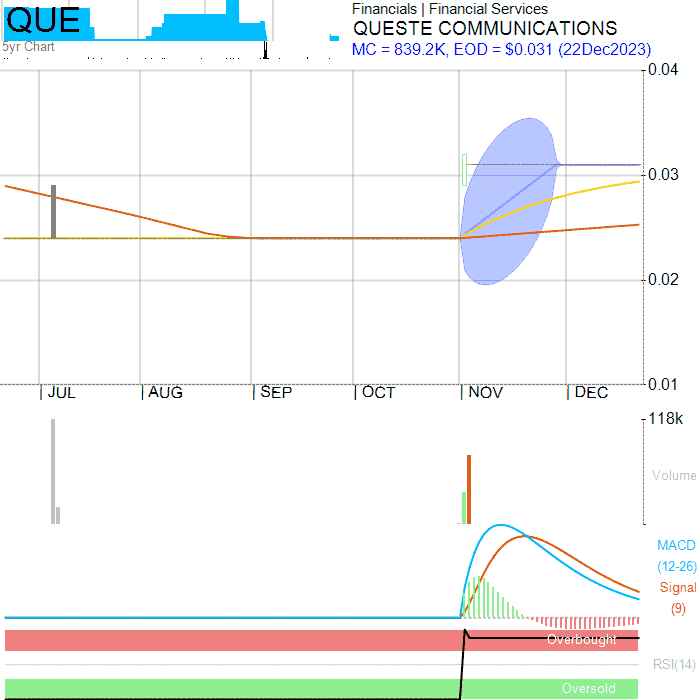 QUE
5yr Chart
Financials | Financial Services
QUESTE COMMUNICATIONS
MC = 839.2K, EOD = $0.031 (22Dec2023)
0.04
0.03
0.02
0.01
JUL
AUG
SEP
OCT
NOV
DEC
118k
Volume
MACD
(12-26)
Signal
(9)
Overbought
RSI(14)
Oversold